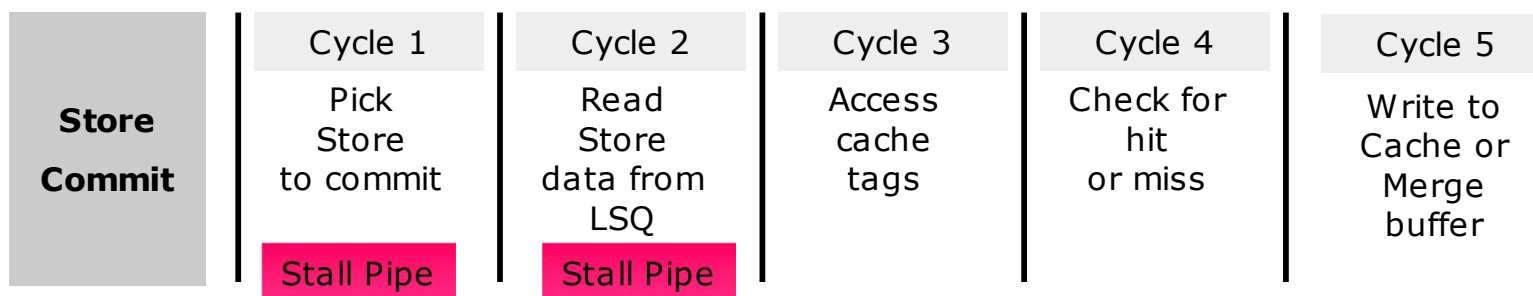 Store
Commit
Cycle 1
Pick
Store
to commit
Stall Pipe
Cycle 2
Read
Store
data from
LSQ
Stall Pipe
Cycle 3
Access
cache
tags
Cycle 4
Check for
hit
or miss
Cycle 5
Write to
Cache or
Merge
buffer